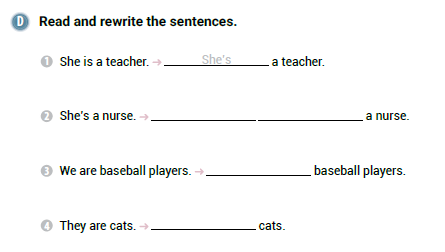 D Read and rewrite the sentences.
1 She is a teacher. → She's a teacher.
2 She's a nurse. → a nurse.
3 We are baseball players. → baseball players.
4 They are cats. → cats.